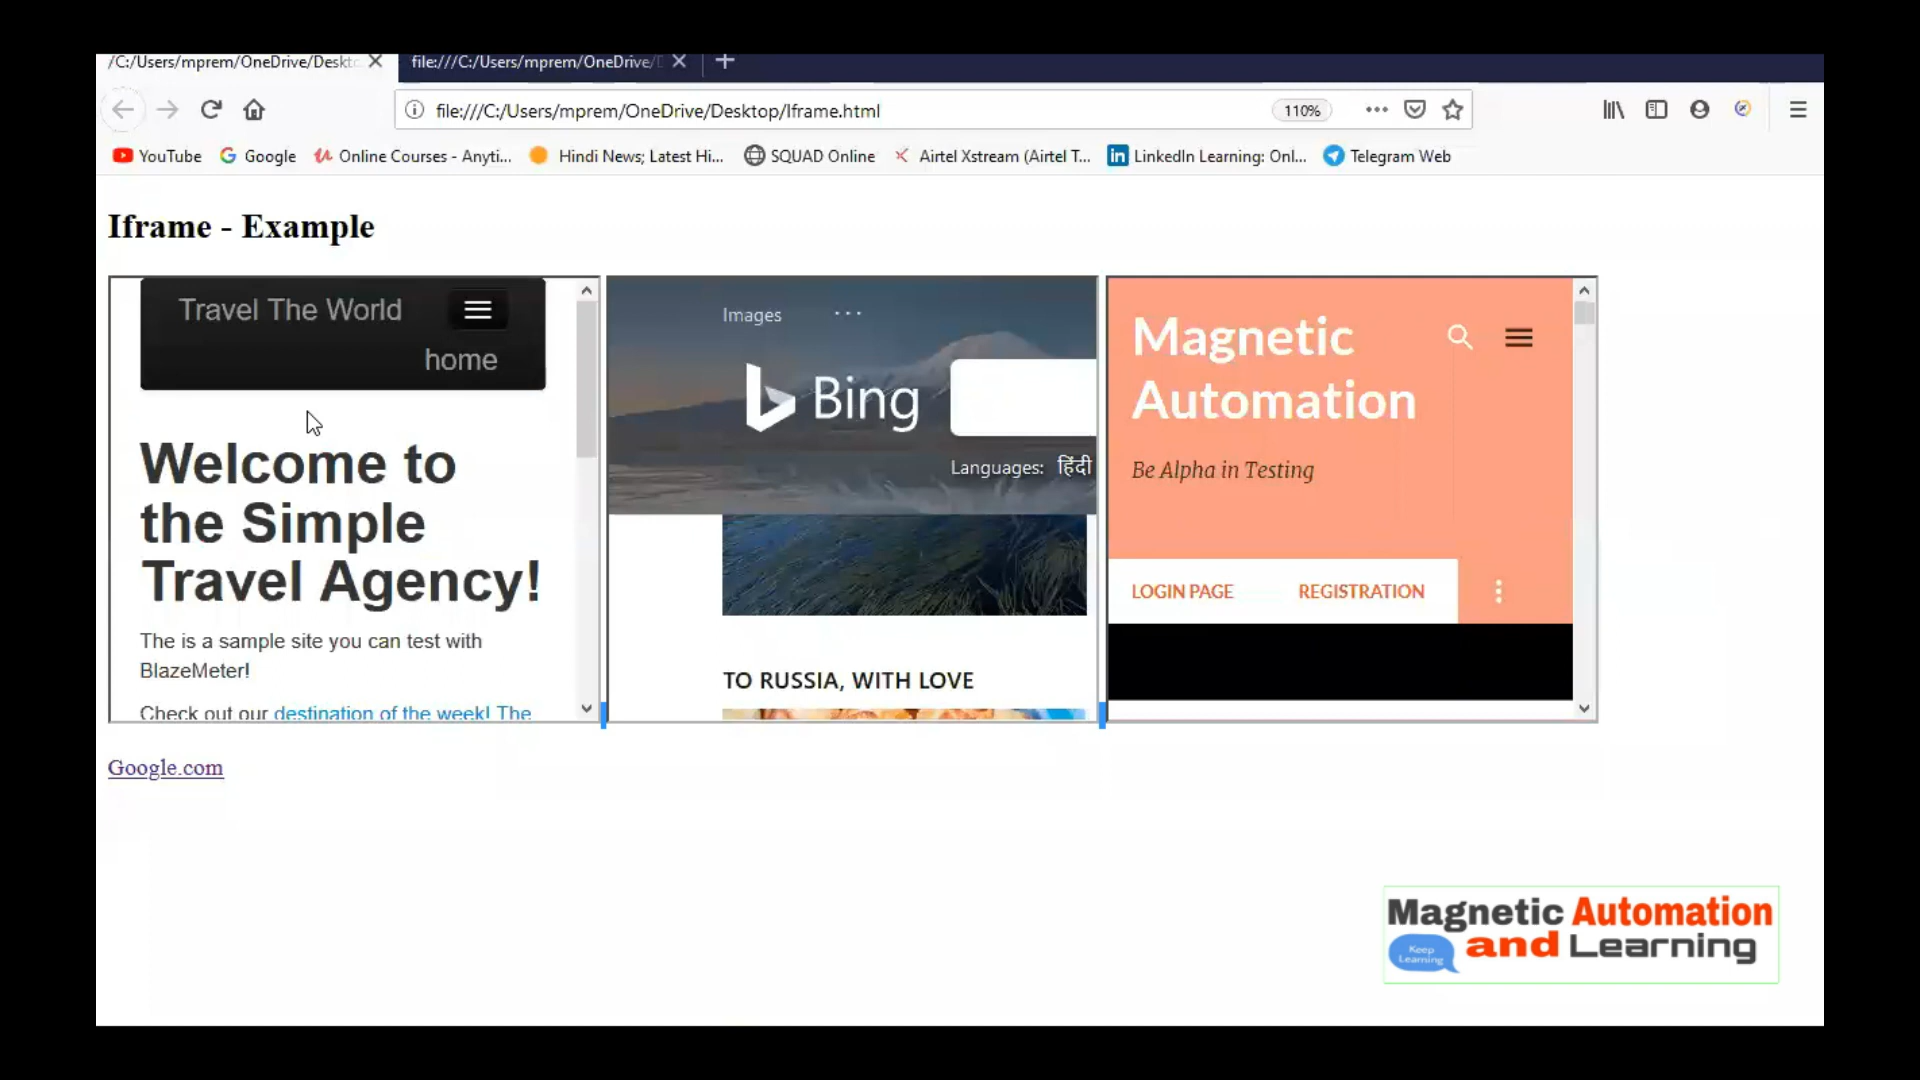 /C:/Users/mprem/OneDrive/Deskt
file:///C:/Users/mprem/OneDrive/
file:///C:/Users/mprem/OneDrive/Desktop/Iframe.html
110%
YouTube
Google
Online Courses - Anyti...
Hindi News; Latest Hi...
SQUAD Online
Airtel Xstream (Airtel T...
LinkedIn Learning: Onl...
Telegram Web
Iframe - Example
Travel The World
home
Welcome to
the Simple
Travel Agency!
The is a sample site you can test with
BlazeMeter!
Check out our destination of the week! The
Images
Bing
Languages: हिंदी
TO RUSSIA, WITH LOVE
Magnetic
Automation
Be Alpha in Testing
LOGIN PAGE
REGISTRATION
Google.com
Magnetic Automation
and Learning
Keep
Learning